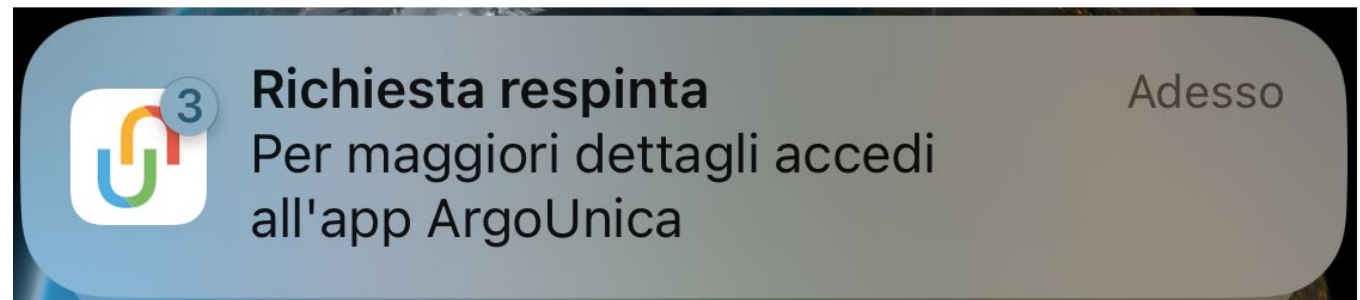 3
Richiesta respinta
Adesso
Per maggiori dettagli accedi
all'app ArgoUnica